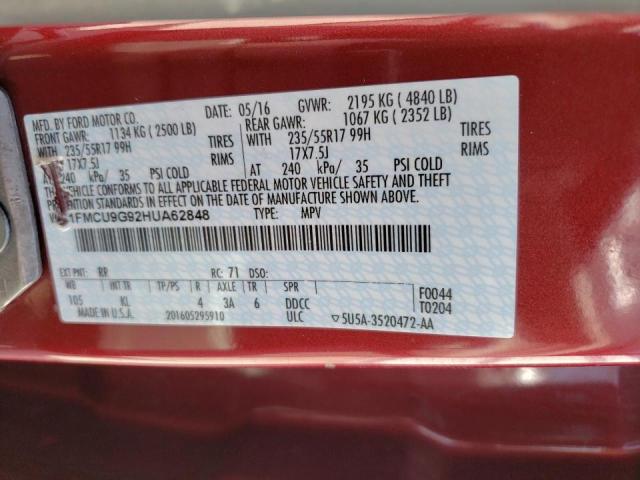 MFD. BY FORD MOTOR CO. DATE: 05/16 GVWR: 2195 KG ( 4840 LB)
FRONT GAWR: 1134 KG ( 2500 LB) REAR GAWR: 1067 KG ( 2352 LB)
WITH 235/55R17 99H TIRES WITH 235/55R17 99H TIRES
17X7.5J RIMS 17X7.5J RIMS
AT 240 kPa/ 35 PSI COLD AT 240 kPa/ 35 PSI COLD
THIS VEHICLE CONFORMS TO ALL APPLICABLE FEDERAL MOTOR VEHICLE SAFETY AND THEFT
PREVENTION STANDARDS IN EFFECT ON THE DATE OF MANUFACTURE SHOWN ABOVE.
1FMCU9G92HUA62848 TYPE: MPV
EXT PNT: RR RC: 71 DSO:
WB INT TR TP/PS R AXLE TR SPR
105 KL 4 3A 6 DDCC
F0044
T0204
MADE IN U.S.A. 201605295910 ULC ▽5U5A-3520472-AA